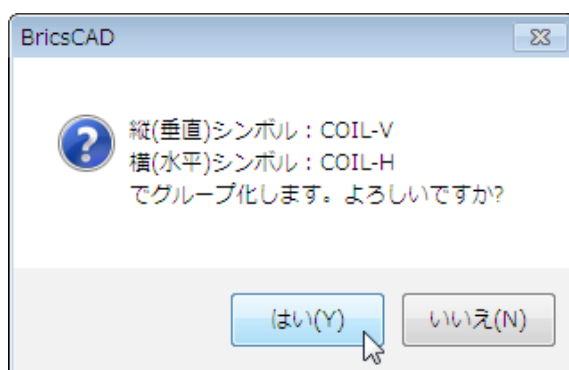 BricsCAD
縦(垂直)シンボル：COIL-V
横(水平)シンボル：COIL-H
でグループ化します。よろしいですか?
はい(Y)
いいえ(N)